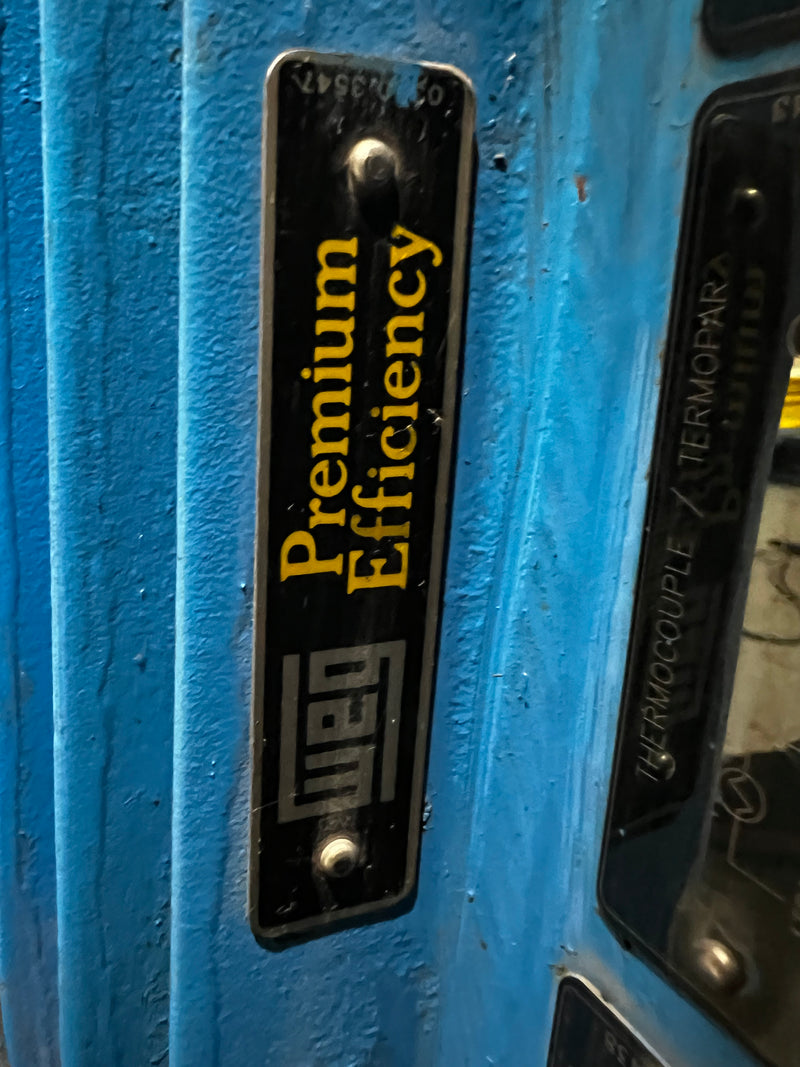 Premium
Efficiency
weg
THERMOCOUPLE / TERMOPAR